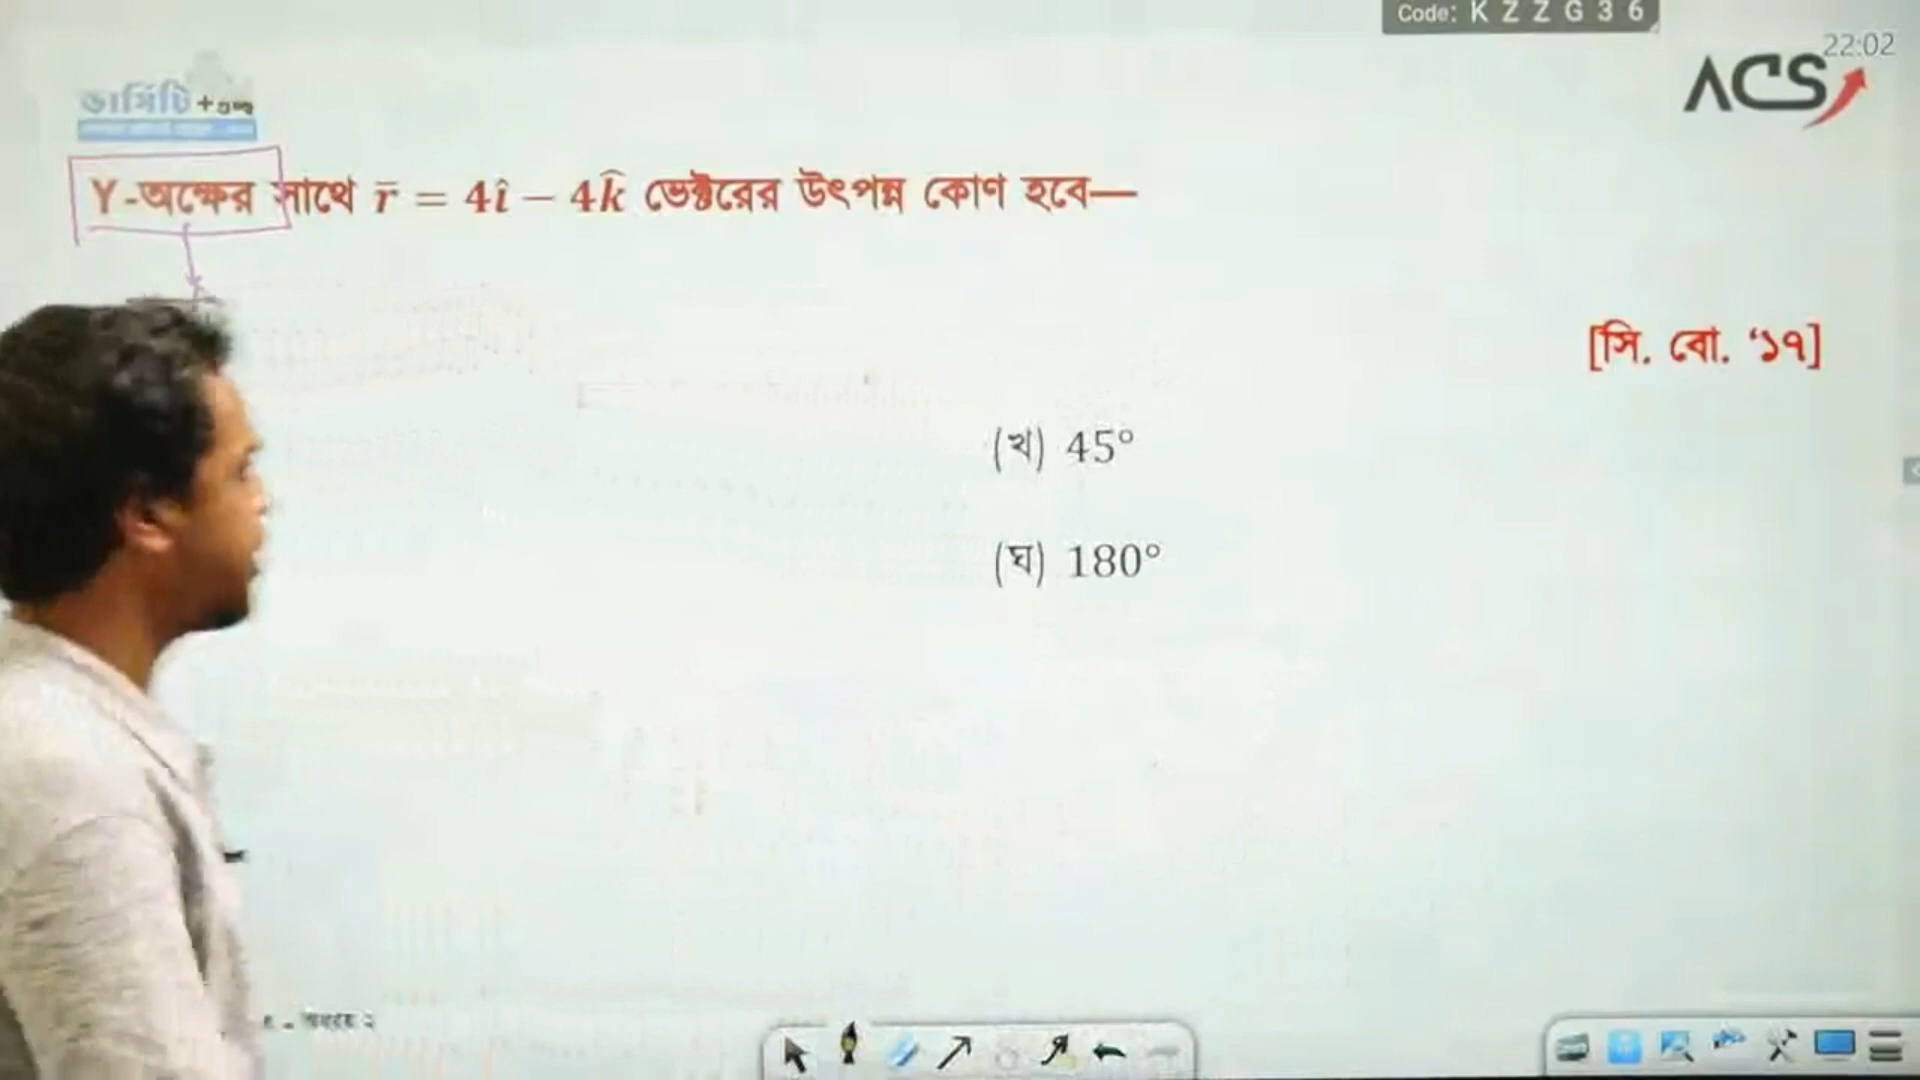 Code: K Z Z G 3 6
22:02
ACS
ভার্সিটি +
Y-অক্ষের সাথে r̄ = 4î − 4k̂ ভেক্টরের উৎপন্ন কোণ হবে—
[সি. বো. ‘১৭]
(খ) 45°
(ঘ) 180°